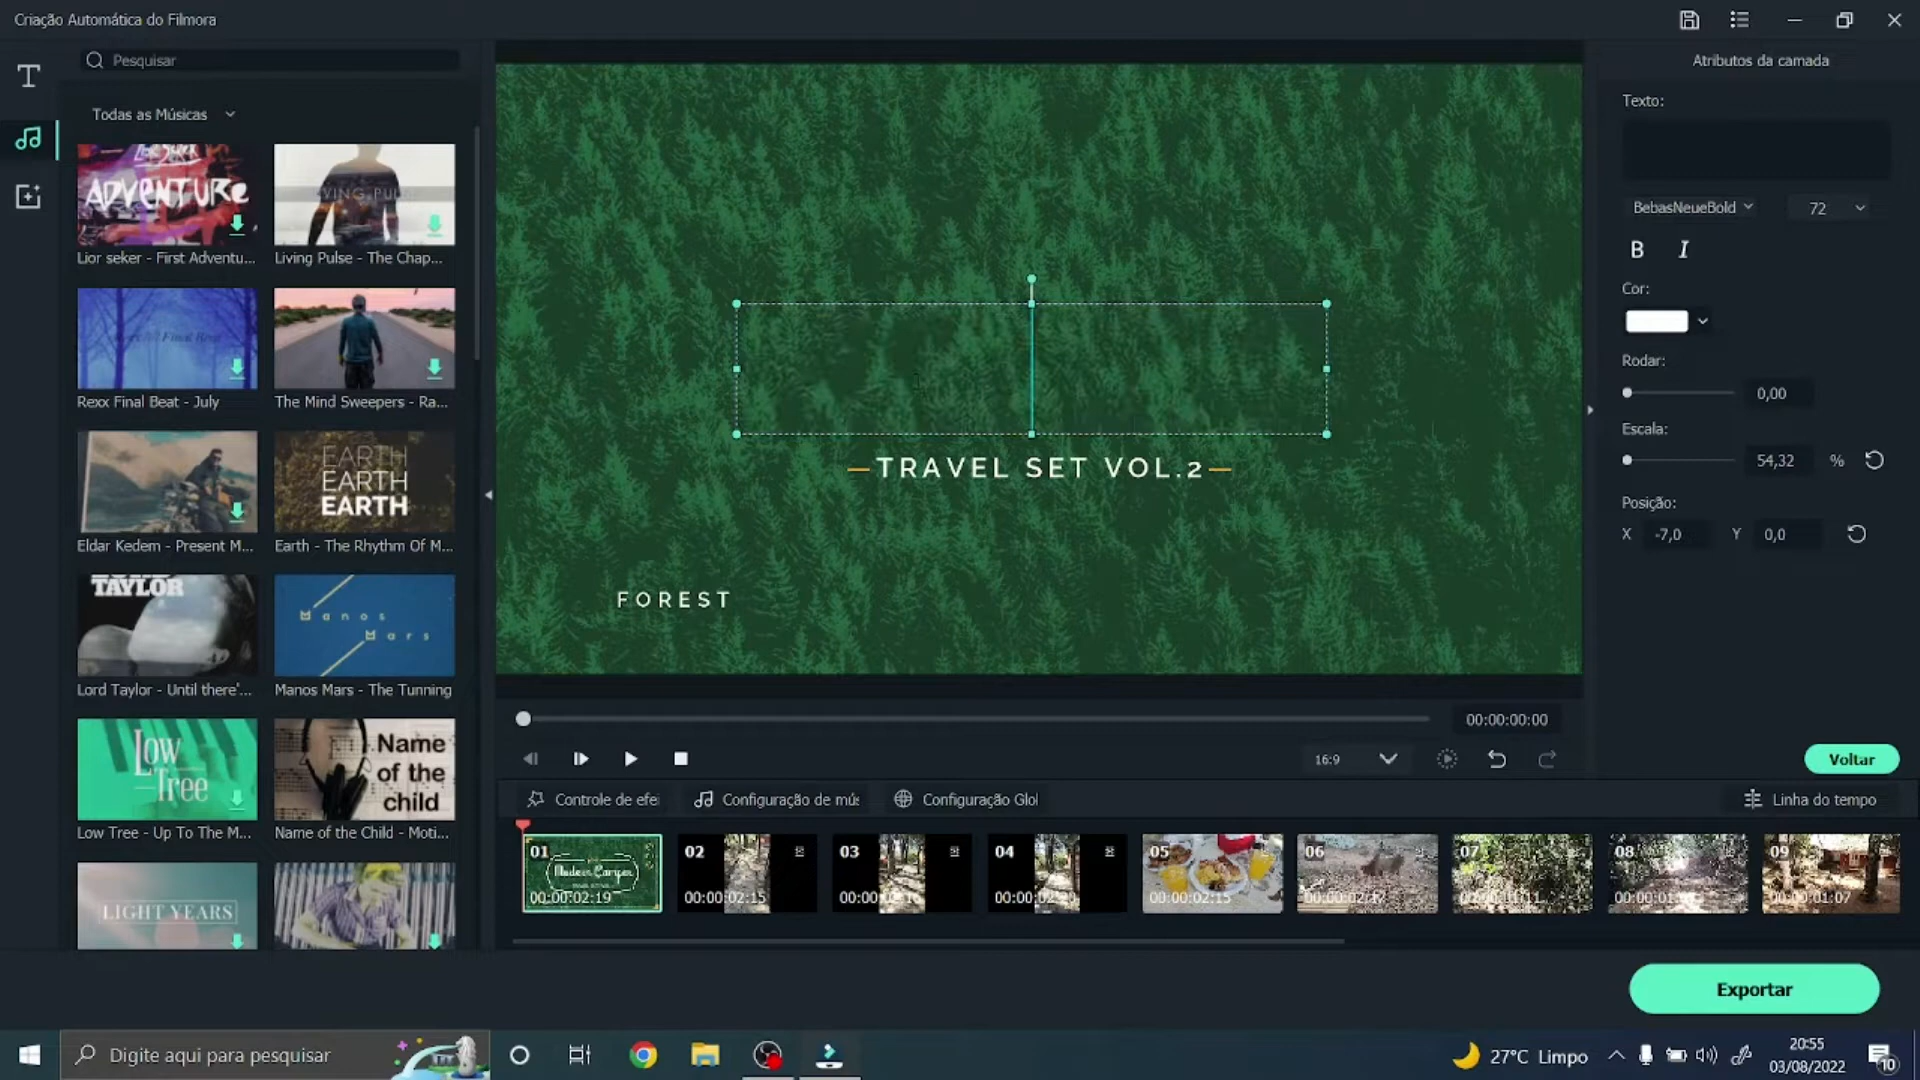 Criação Automática do Filmora
Pesquisar
Todas as Músicas
ADVENTURE
Lior seker - First Adventu...
Living Pulse - The Chap...
Rexx Final Beat - July
The Mind Sweepers - Ra...
Eldar Kedem - Present M...
EARTH
EARTH
EARTH
Earth - The Rhythm Of M...
TAYLOR
Lord Taylor - Until there'...
Manos
Mars
Manos Mars - The Tunning
Low
Tree
Low Tree - Up To The M...
Name
of the
child
Name of the Child - Moti...
LIGHT YEARS
TRAVEL SET VOL.2
FOREST
00:00:00:00
16:9
Atributos da camada
Texto:
BebasNeueBold
72
B I
Cor:
Rodar:
0,00
Escala:
54,32 %
Posição:
X -7,0 Y 0,0
Voltar
Controle de efei
Configuração de mús
Configuração Glol
Linha do tempo
01
00:00:02:19
02
00:00:02:15
03
04
05
00:00:02:15
06
07
08
09
00:00:01:07
Exportar
Digite aqui para pesquisar
27°C Limpo
20:55
03/08/2022
10